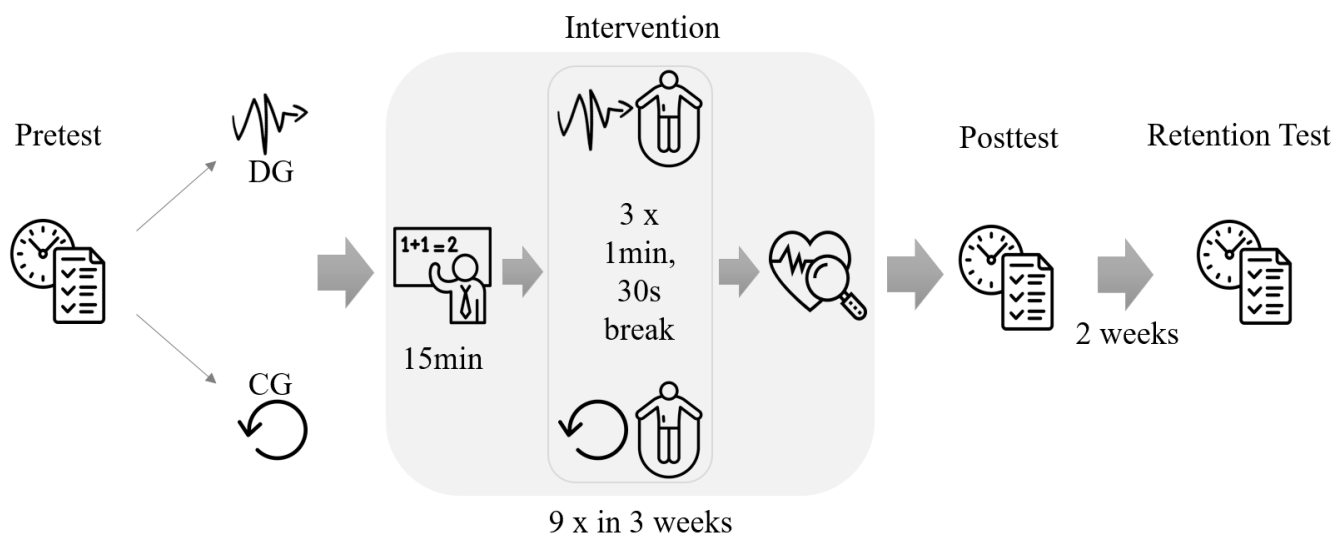 Intervention
Pretest
DG
CG
1+1=2
15min
3 x
1min,
30s
break
9 x in 3 weeks
Posttest
2 weeks
Retention Test